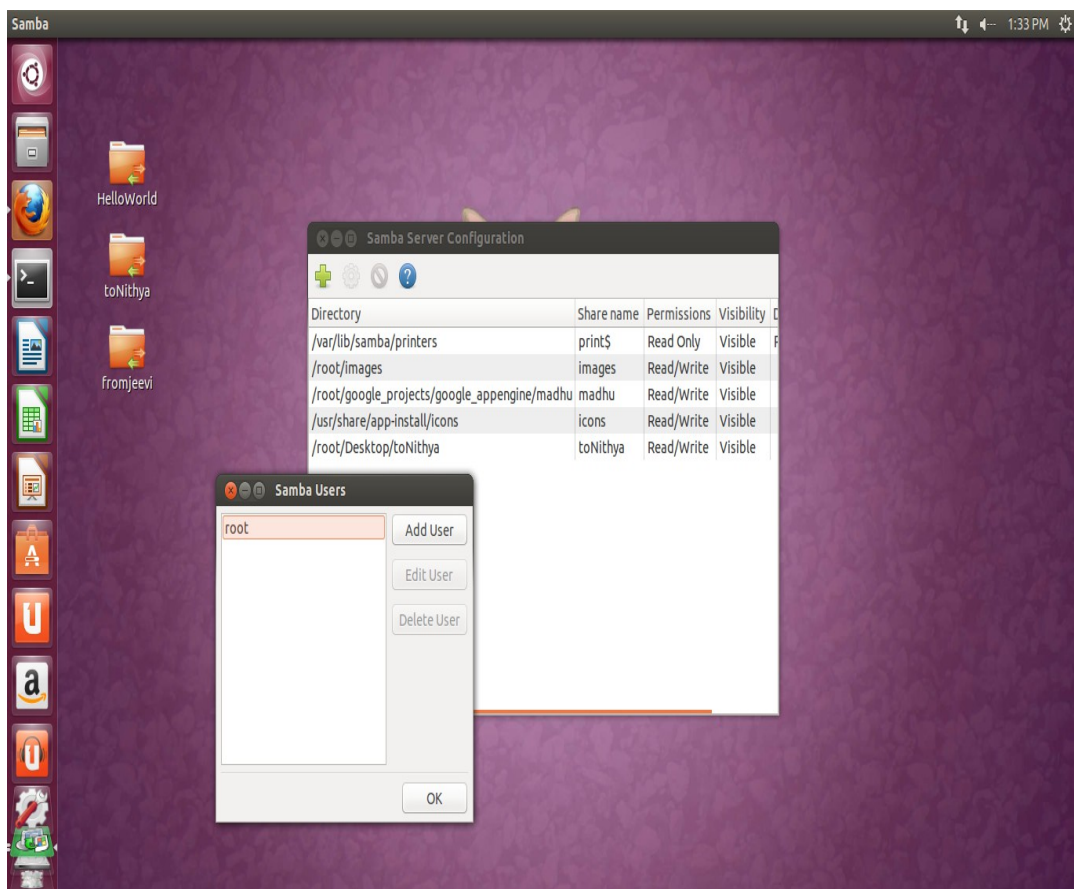 Samba
1:33 PM
HelloWorld
toNithya
fromjeevi
Samba Server Configuration
Directory Share name Permissions Visibility
/var/lib/samba/printers print$ Read Only Visible
/root/images images Read/Write Visible
/root/google_projects/google_appengine/madhu madhu Read/Write Visible
/usr/share/app-install/icons icons Read/Write Visible
/root/Desktop/toNithya toNithya Read/Write Visible
Samba Users
root
Add User
Edit User
Delete User
OK